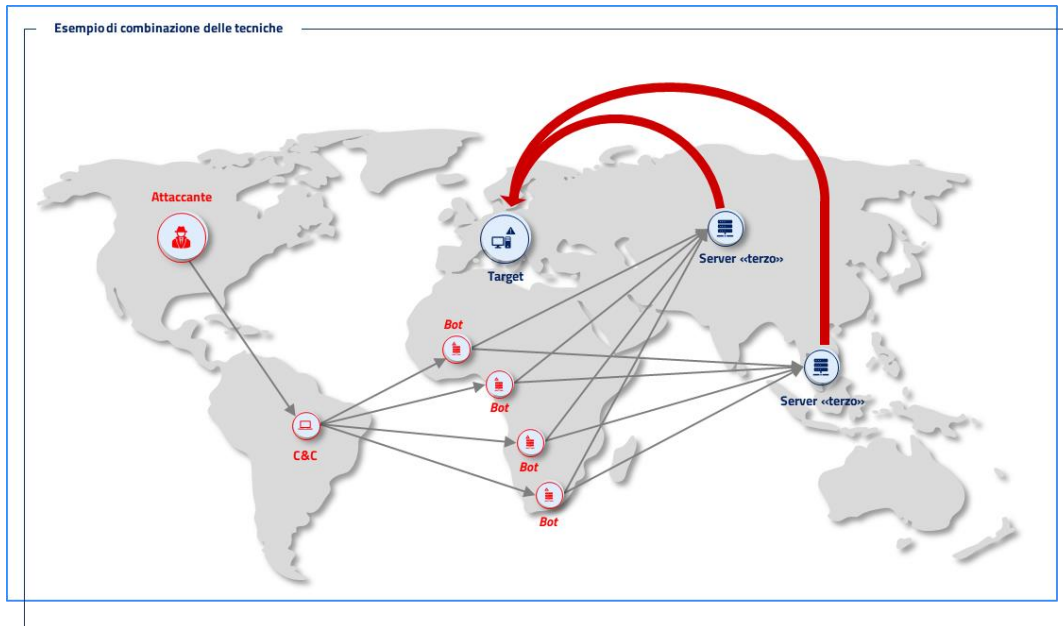 Esempio di combinazione delle tecniche
Attaccante
Target
Server «terzo»
Bot
Bot
Server «terzo»
C&C
Bot
Bot